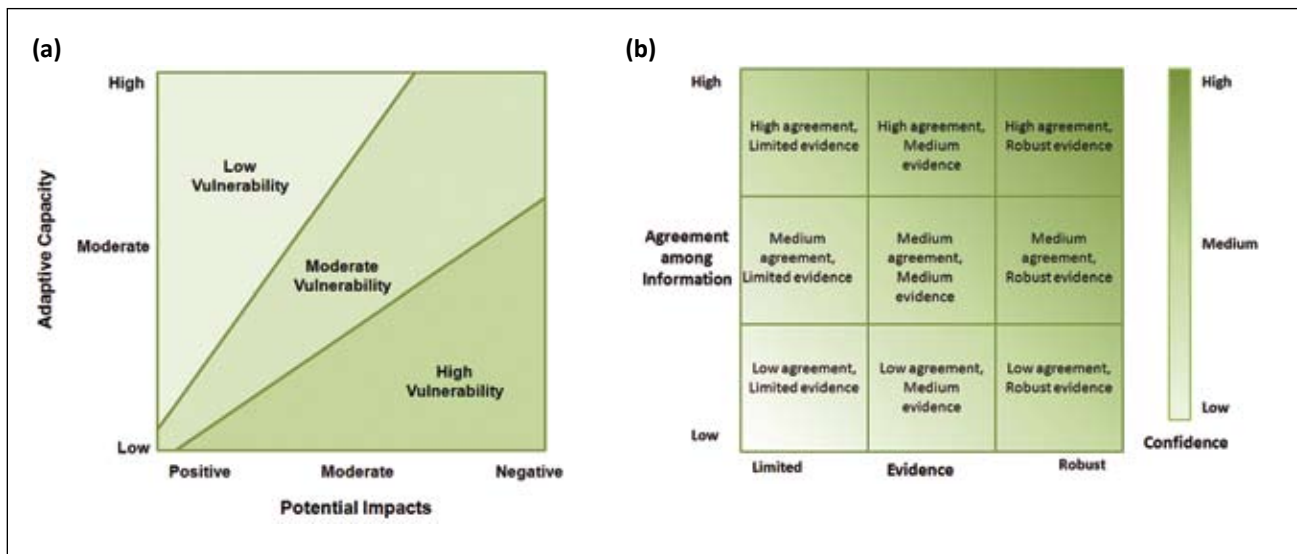 (a)
High
Low
Vulnerability
Adaptive Capacity
Moderate
Moderate
Vulnerability
High
Vulnerability
Low
Positive
Moderate
Negative
Potential Impacts
(b)
High
High agreement,
Limited evidence
High agreement,
Medium
evidence
High agreement,
Robust evidence
Agreement
among
Information
Medium
agreement,
Limited evidence
Medium
agreement,
Medium
evidence
Medium
agreement,
Robust evidence
Low agreement,
Limited evidence
Low agreement,
Medium
evidence
Low agreement,
Robust evidence
Low
Limited
Evidence
Robust
High
Medium
Low
Confidence